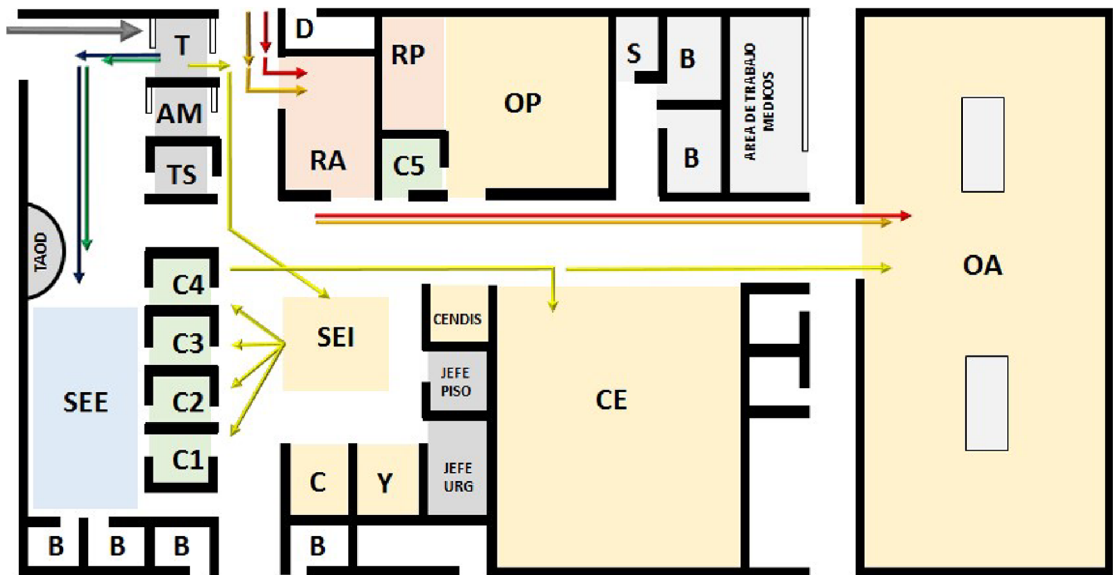 D
T
RP
S
B
OP
AREA DE TRABAJO
MEDICOS
AM
RA
C5
B
TS
TAOD
C4
OA
CENDIS
SEI
C3
JEFE
PISO
SEE
C2
CE
C1
C
Y
JEFE
URG
B
B
B
B